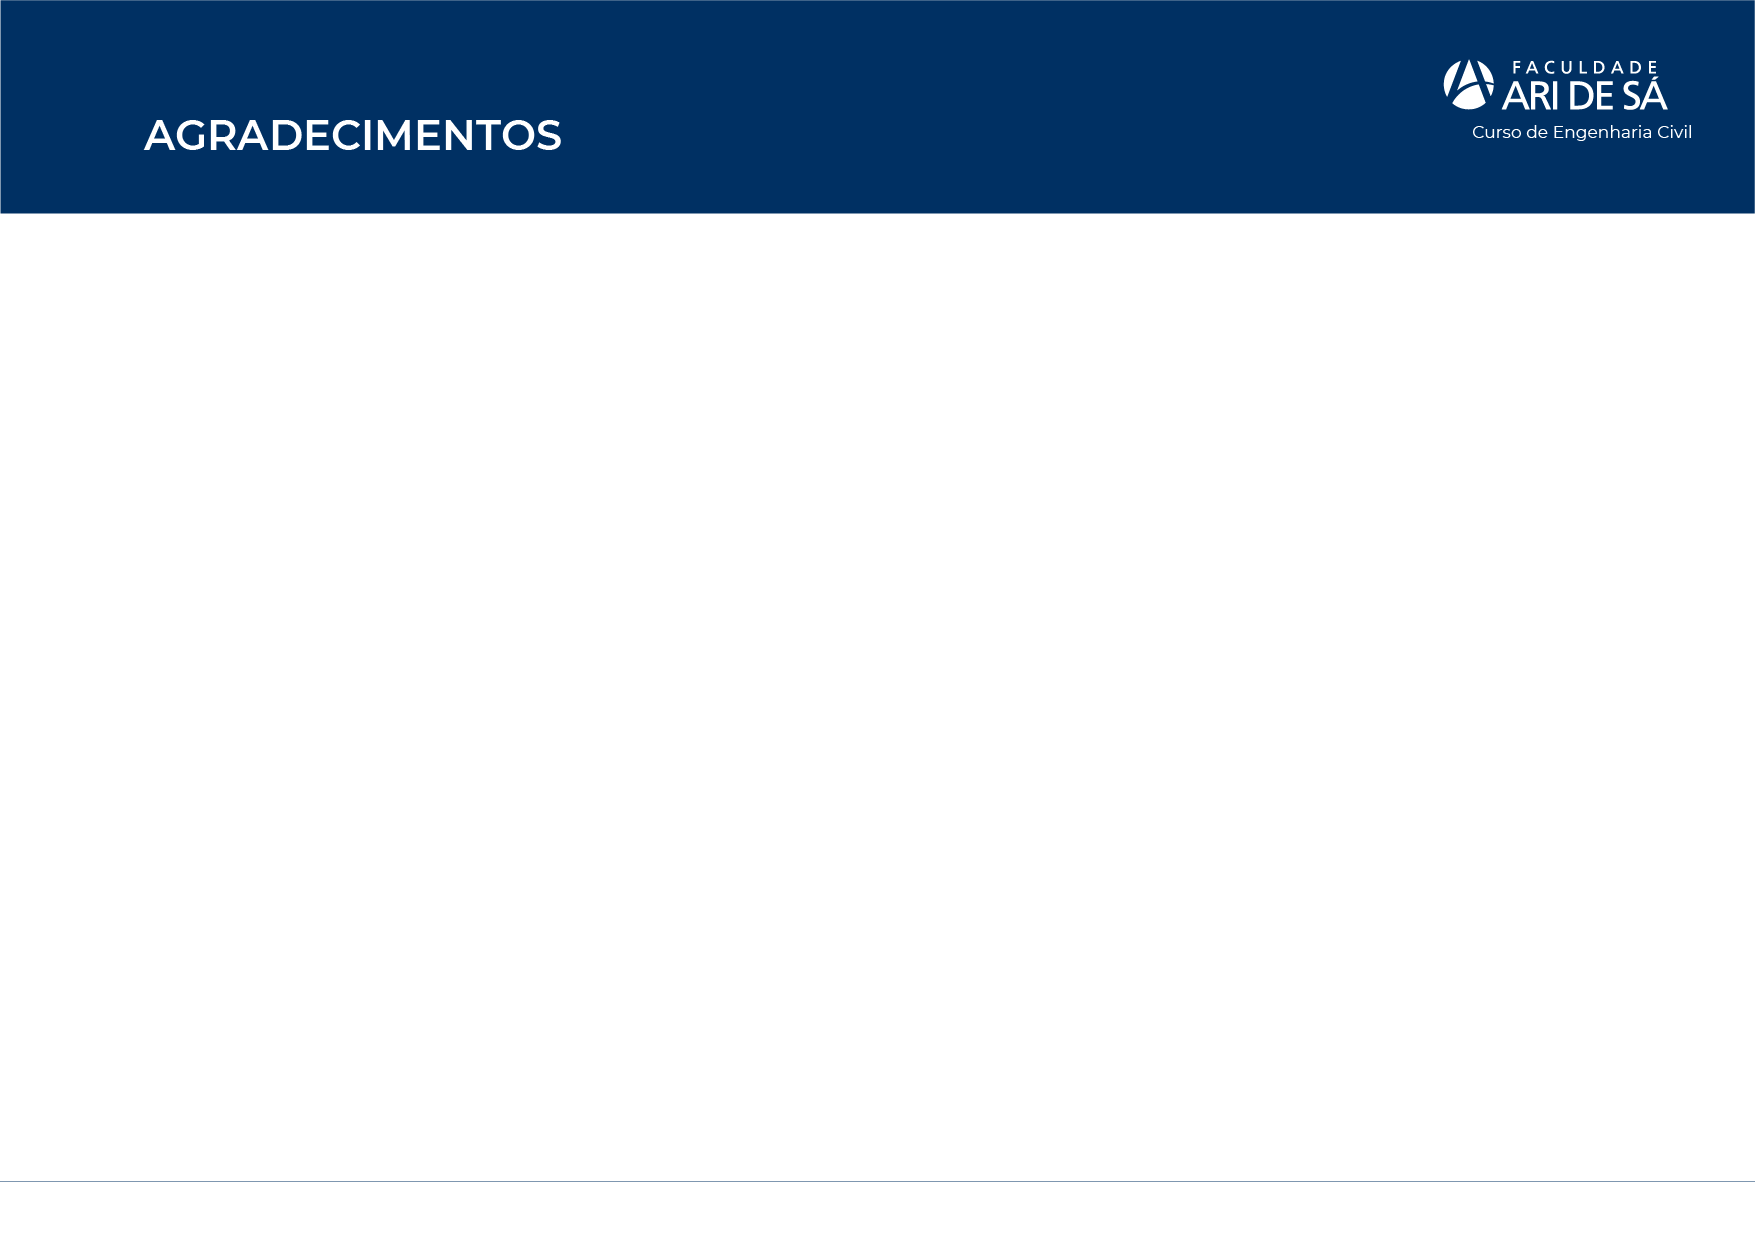 AGRADECIMENTOS
FACULDADE
ARI DE SÁ
Curso de Engenharia Civil